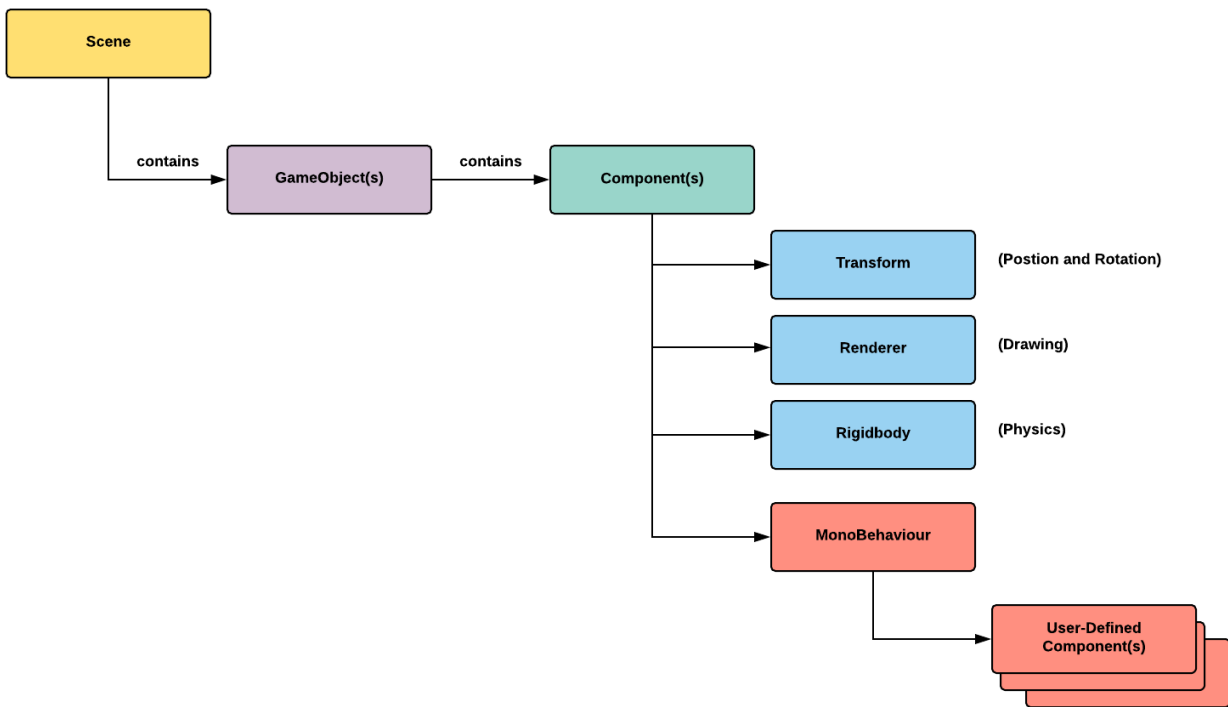 Scene
contains
GameObject(s)
contains
Component(s)
Transform
(Postion and Rotation)
Renderer
(Drawing)
Rigidbody
(Physics)
MonoBehaviour
User-Defined
Component(s)